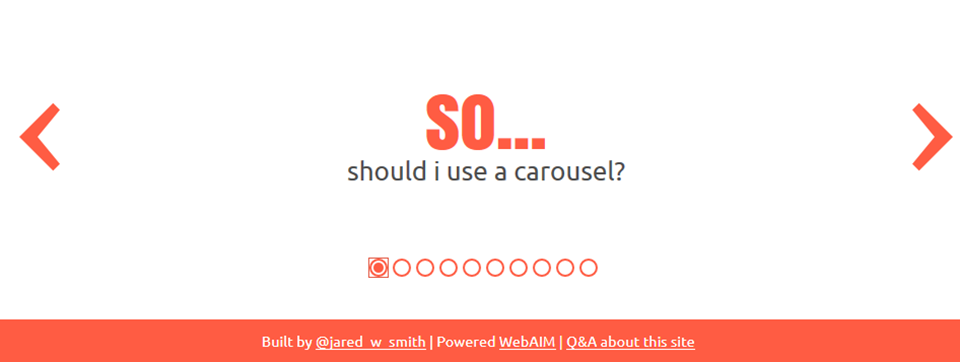 SO...
should i use a carousel?
Built by @jared_w_smith | Powered WebAIM | Q&A about this site